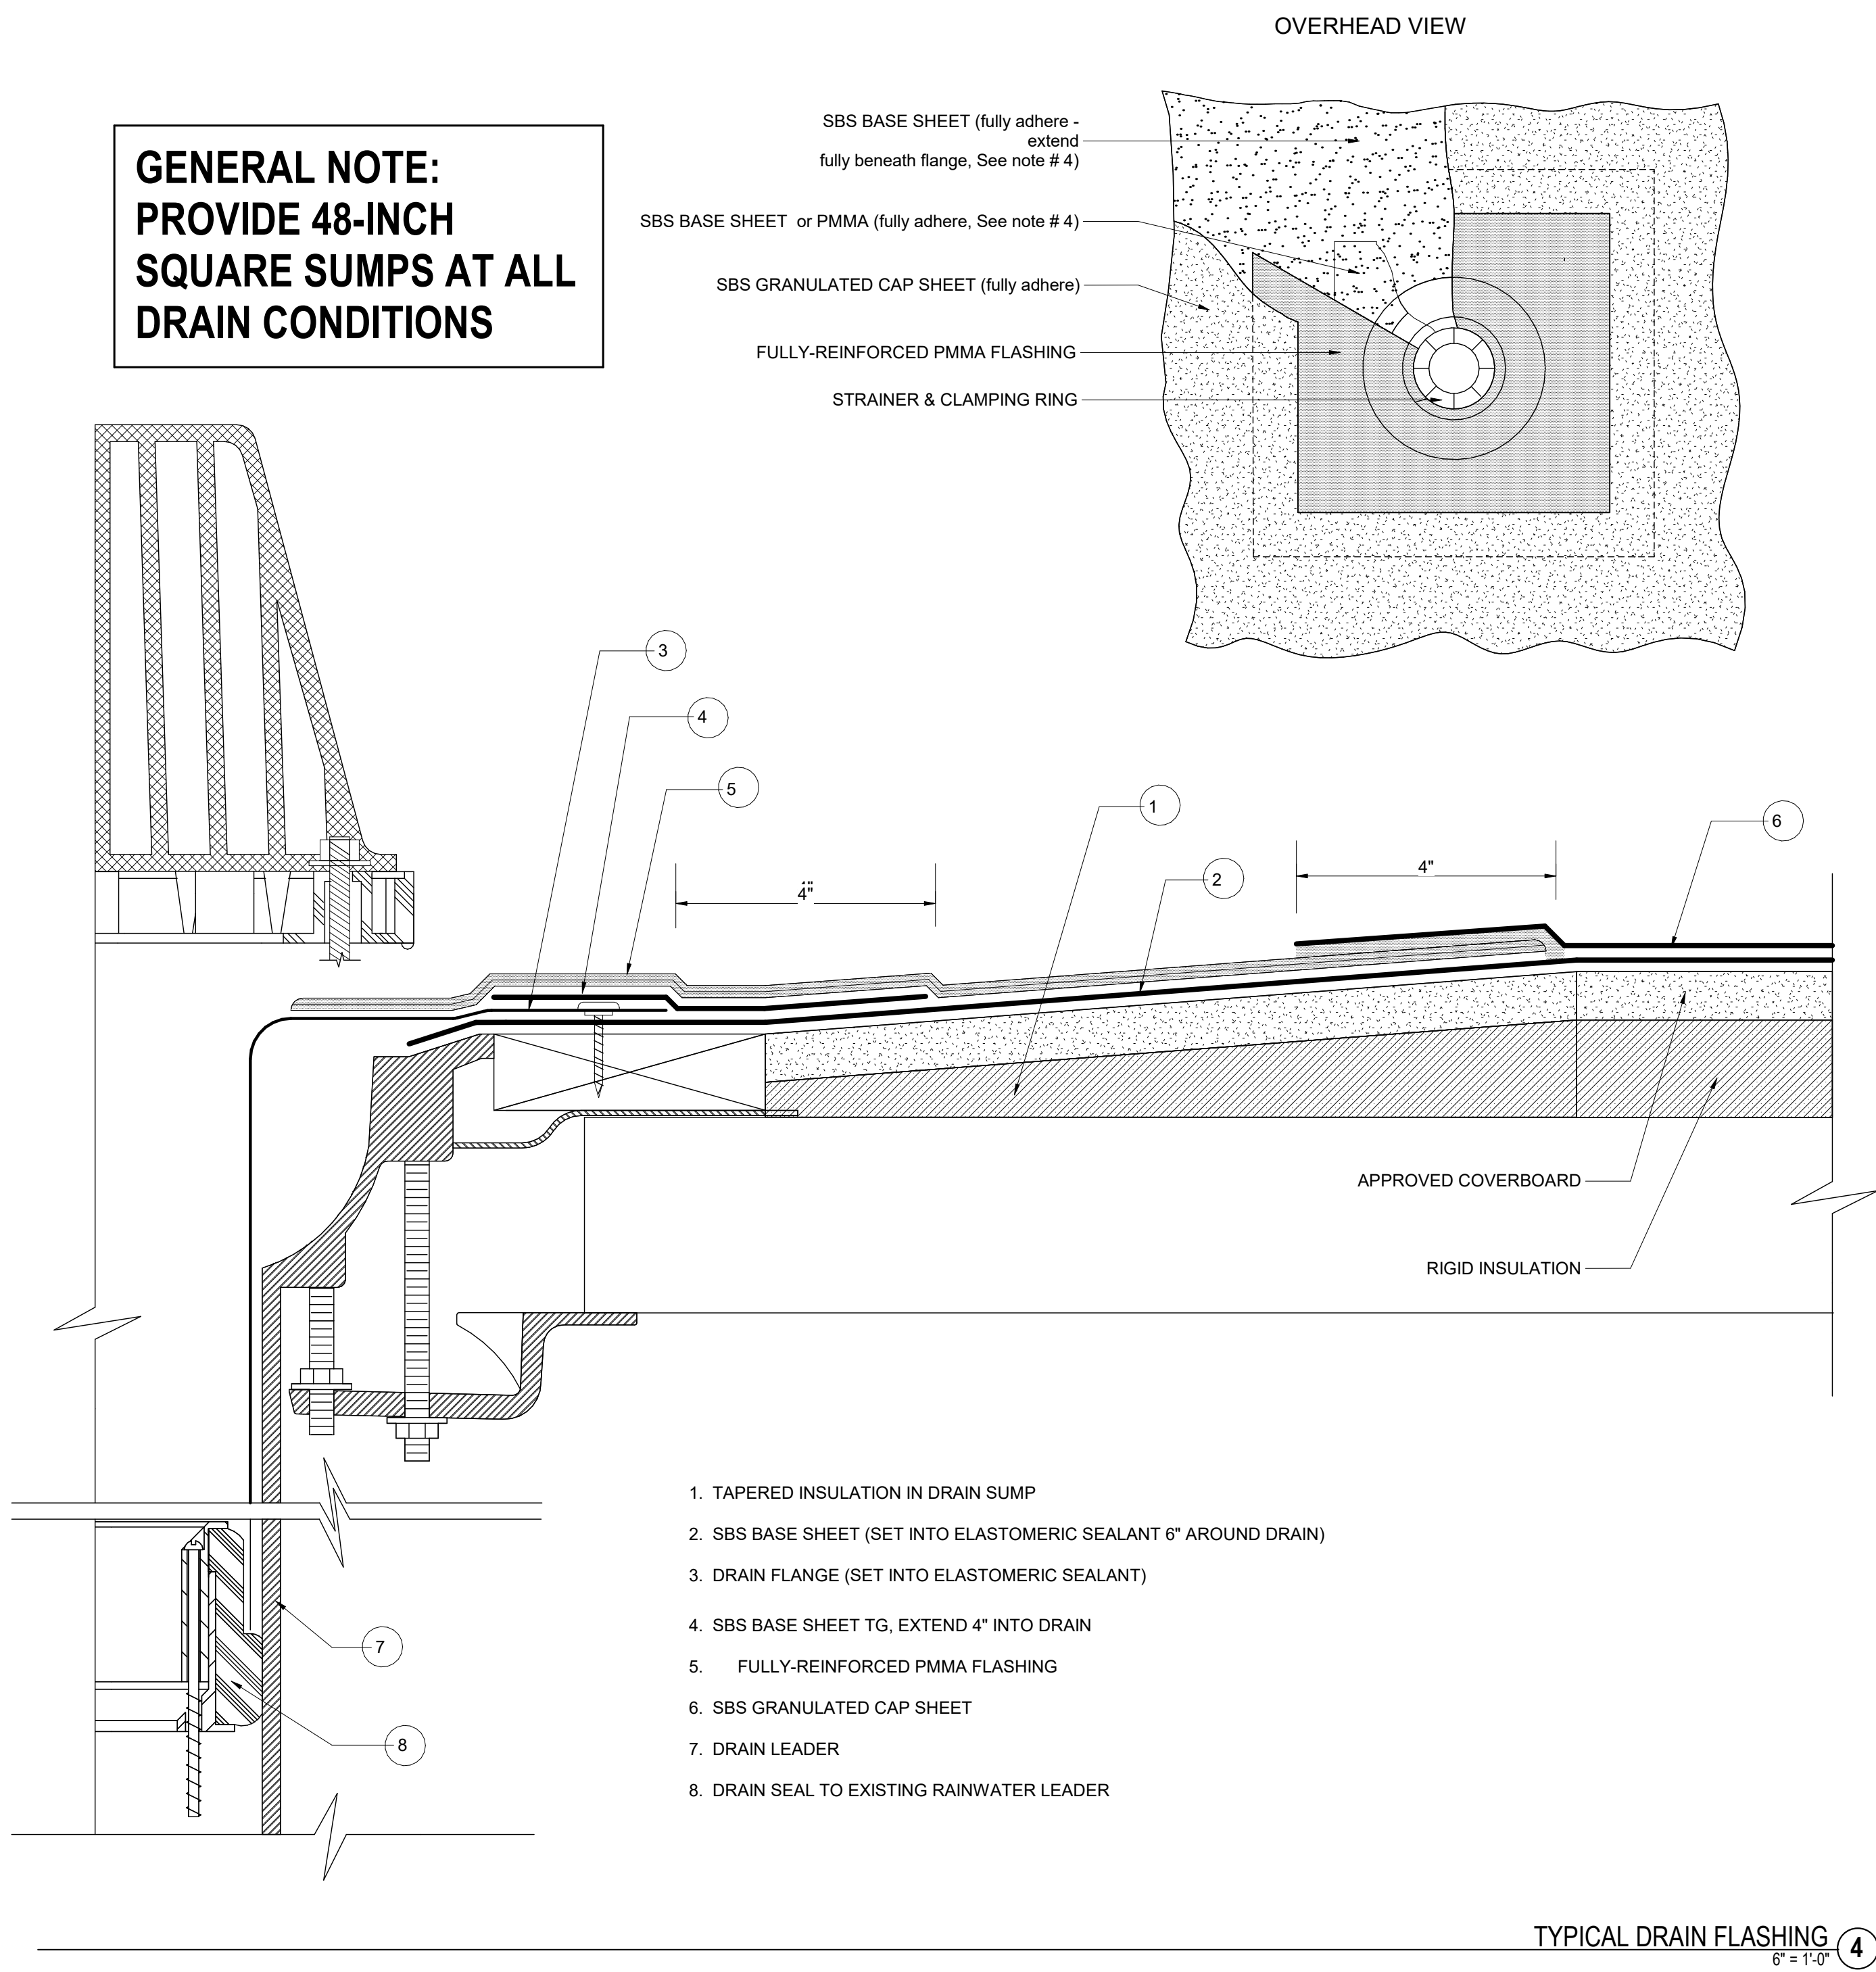 OVERHEAD VIEW
GENERAL NOTE:
PROVIDE 48-INCH
SQUARE SUMPS AT ALL
DRAIN CONDITIONS
SBS BASE SHEET (fully adhere -
extend
fully beneath flange, See note # 4)
SBS BASE SHEET or PMMA (fully adhere, See note # 4)
SBS GRANULATED CAP SHEET (fully adhere)
FULLY-REINFORCED PMMA FLASHING
STRAINER & CLAMPING RING
3
4
5
1
6
2
4"
4"
APPROVED COVERBOARD
RIGID INSULATION
1. TAPERED INSULATION IN DRAIN SUMP
2. SBS BASE SHEET (SET INTO ELASTOMERIC SEALANT 6" AROUND DRAIN)
3. DRAIN FLANGE (SET INTO ELASTOMERIC SEALANT)
4. SBS BASE SHEET TG, EXTEND 4" INTO DRAIN
5. FULLY-REINFORCED PMMA FLASHING
6. SBS GRANULATED CAP SHEET
7. DRAIN LEADER
8. DRAIN SEAL TO EXISTING RAINWATER LEADER
7
8
TYPICAL DRAIN FLASHING
6" = 1'-0"
4